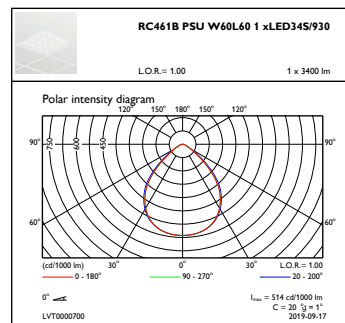 RC461B PSU W60L60 1 xLED34S/930
L.O.R.= 1.00 1 x 3400 lm
Polar intensity diagram
120° 150° 180° 150° 120°
90° 750 600 450 90°
60° 60°
(cd/1000 lm) 30° 0° 30° L.O.R.= 1.00
0 - 180° 90 - 270° 20 - 200°
0° Imax = 514 cd/1000 lm
C = 20 °g = 1°
LVT0000700 2019-09-17